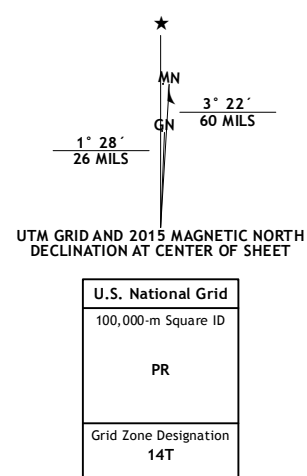 ★
MN
3° 22´
60 MILS
GN
1° 28´
26 MILS
UTM GRID AND 2015 MAGNETIC NORTH
DECLINATION AT CENTER OF SHEET
U.S. National Grid
100,000-m Square ID
PR
Grid Zone Designation
14T